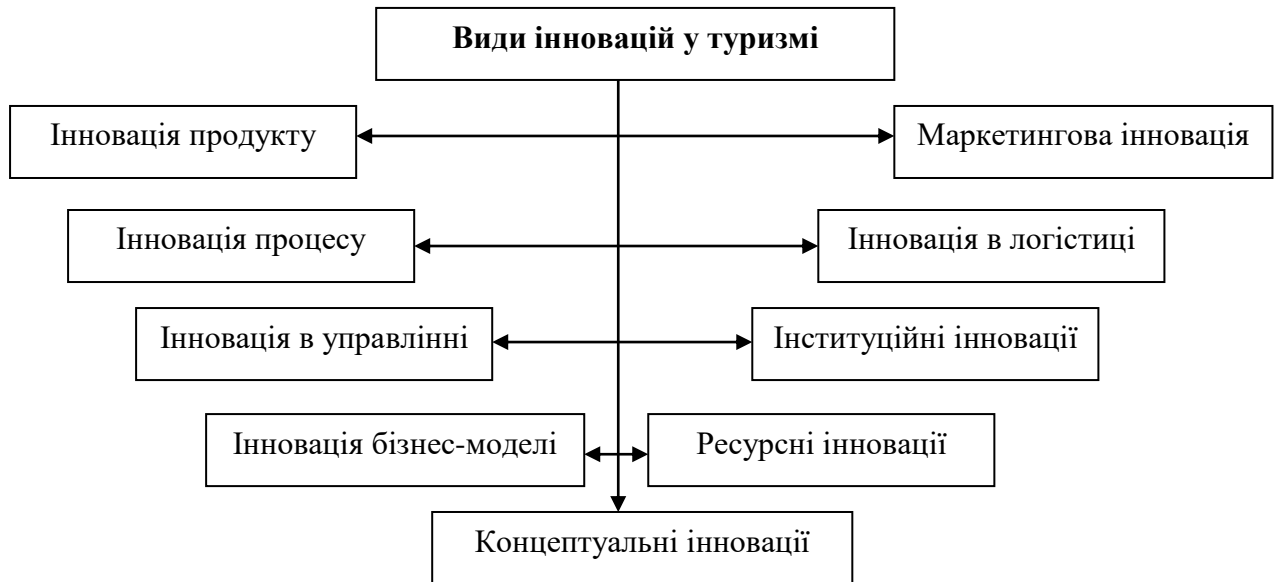 Види інновацій у туризмі
Інновація продукту
Маркетингова інновація
Інновація процесу
Інновація в логістиці
Інновація в управлінні
Інституційні інновації
Інновація бізнес-моделі
Ресурсні інновації
Концептуальні інновації